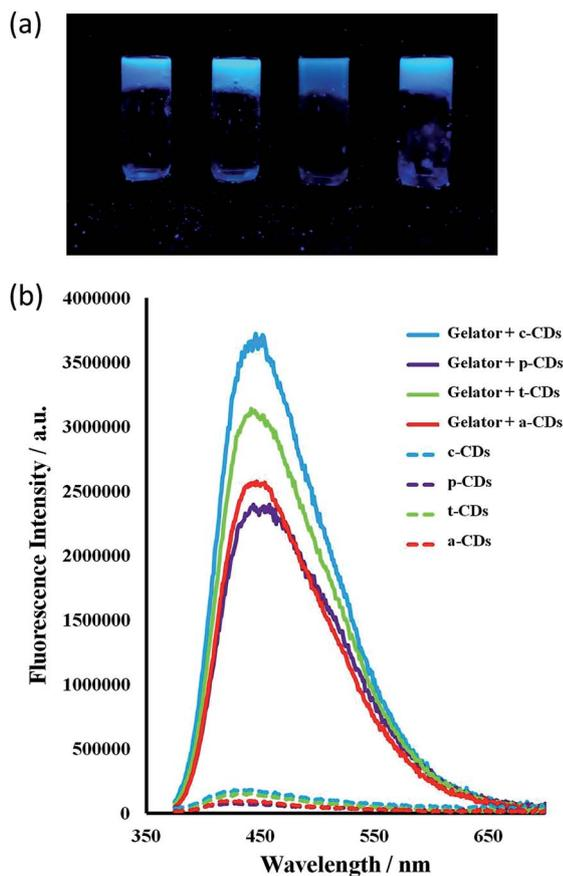 (a)
(b)
4000000
3500000
3000000
2500000
2000000
1500000
1000000
500000
0
Fluorescence Intensity / a.u.
Gelator + c-CDs
Gelator + p-CDs
Gelator + t-CDs
Gelator + a-CDs
c-CDs
p-CDs
t-CDs
a-CDs
350
450
550
650
Wavelength / nm